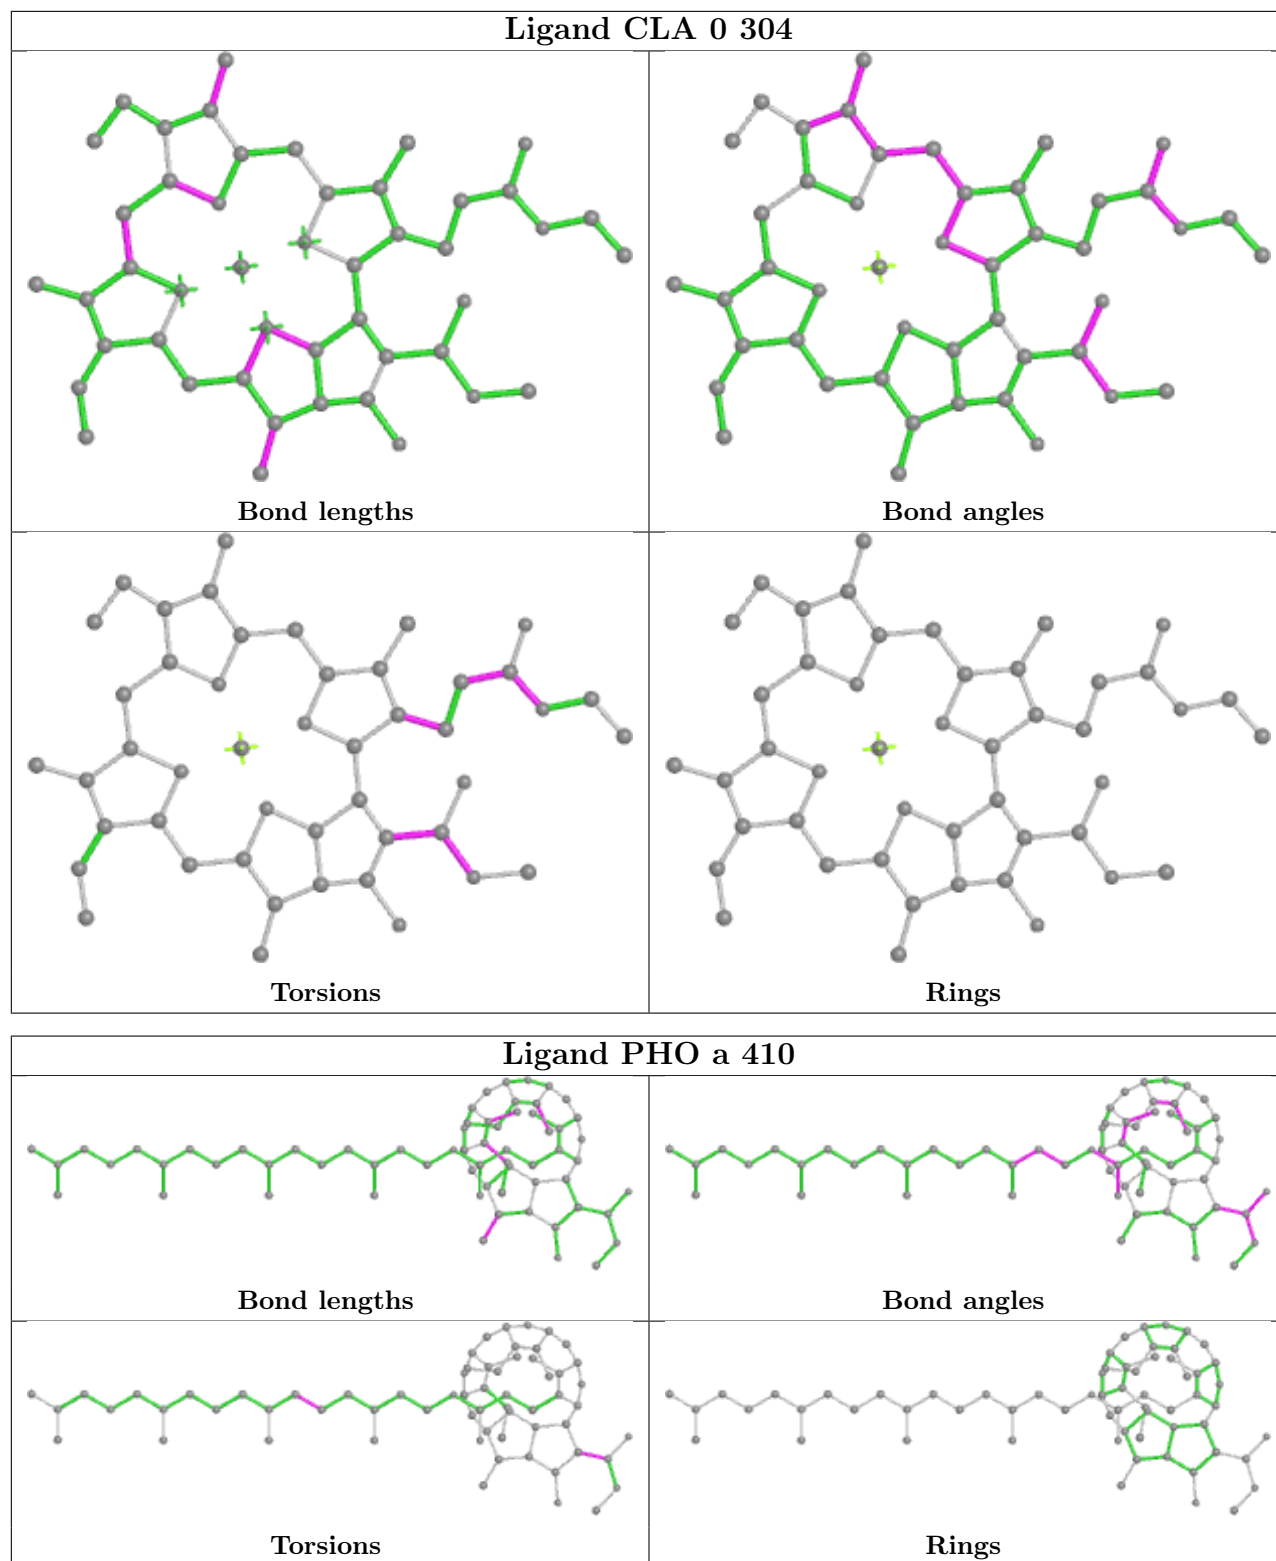 Ligand CLA 0 304
Bond lengths
Bond angles
Torsions
Rings
Ligand PHO a 410
Bond lengths
Bond angles
Torsions
Rings